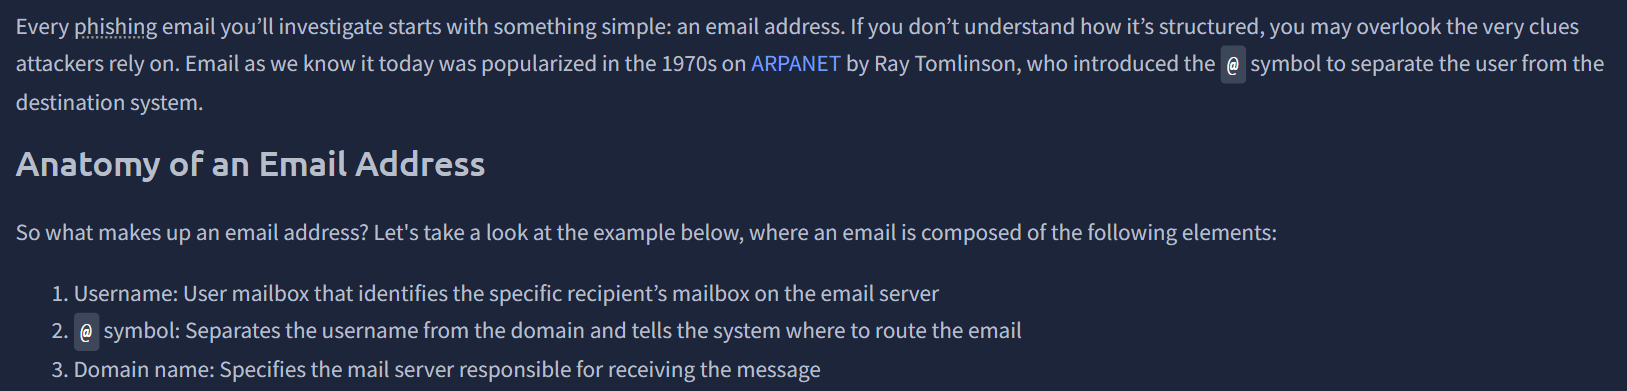 Every phishing email you’ll investigate starts with something simple: an email address. If you don’t understand how it’s structured, you may overlook the very clues
attackers rely on. Email as we know it today was popularized in the 1970s on ARPANET by Ray Tomlinson, who introduced the @ symbol to separate the user from the
destination system.
Anatomy of an Email Address
So what makes up an email address? Let's take a look at the example below, where an email is composed of the following elements:
1. Username: User mailbox that identifies the specific recipient’s mailbox on the email server
2. @ symbol: Separates the username from the domain and tells the system where to route the email
3. Domain name: Specifies the mail server responsible for receiving the message